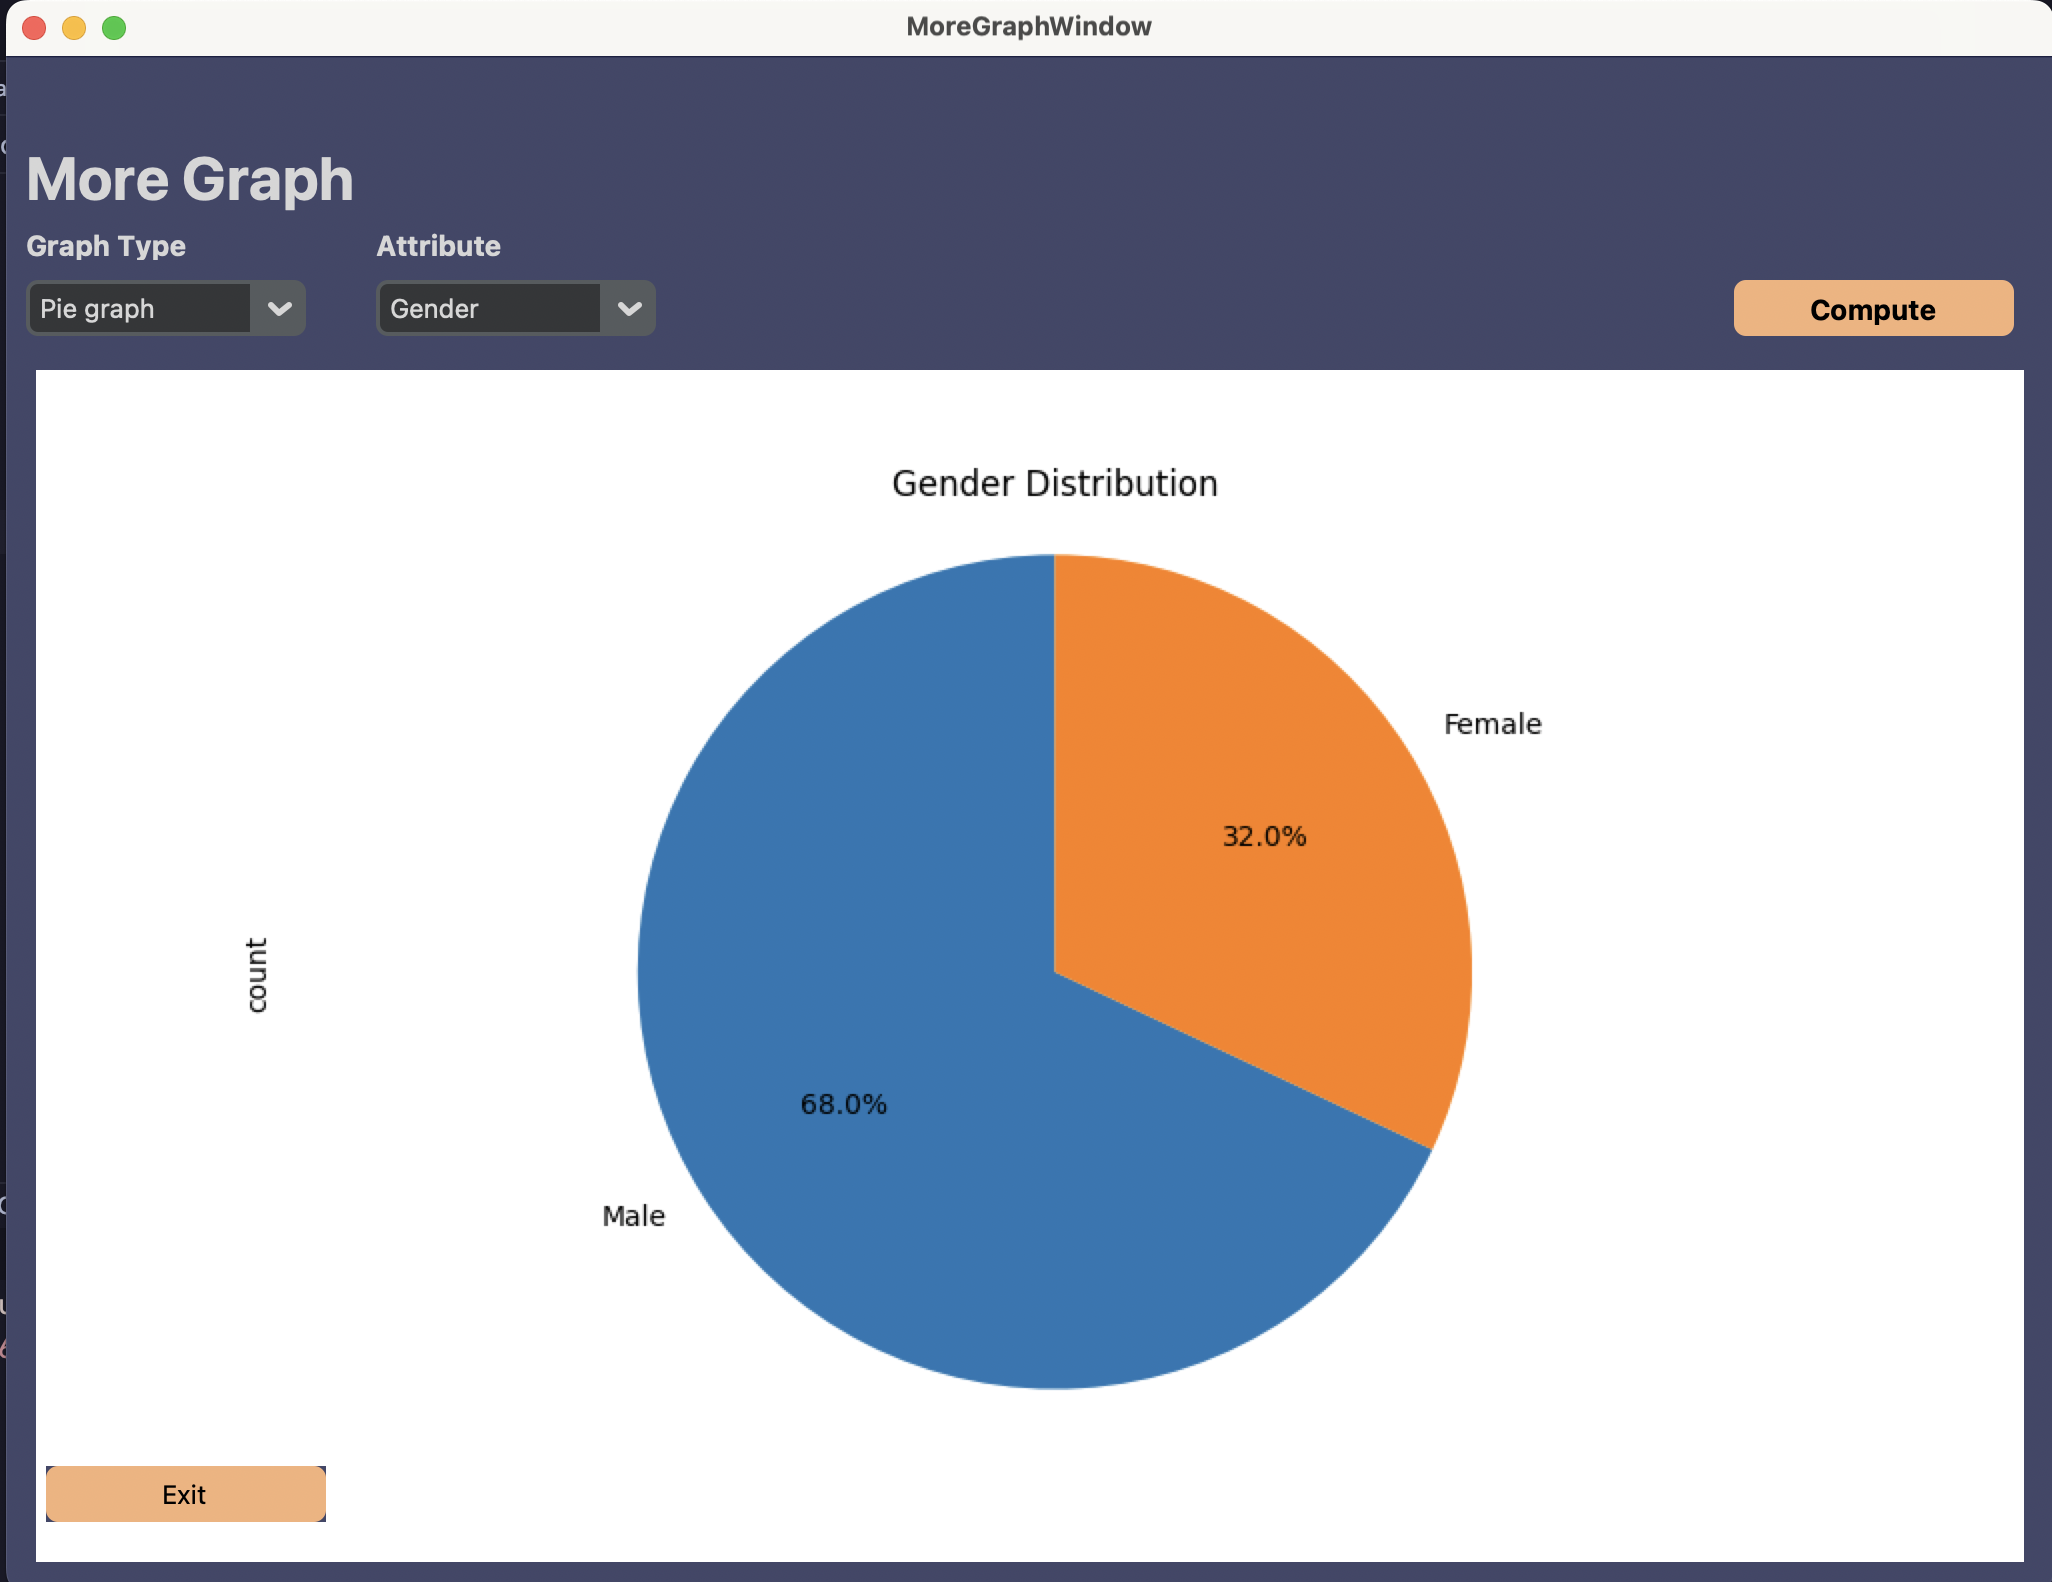 MoreGraphWindow
More Graph
Graph Type
Attribute
Pie graph
Gender
Compute
Gender Distribution
Female
32.0%
count
68.0%
Male
Exit